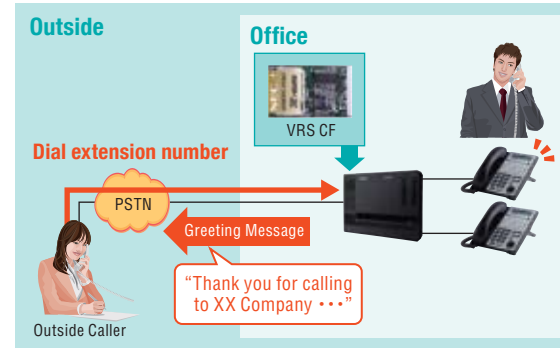 Outside
Office
VRS CF
Dial extension number
PSTN
Greeting Message
“Thank you for calling
to XX Company ･･･”
Outside Caller